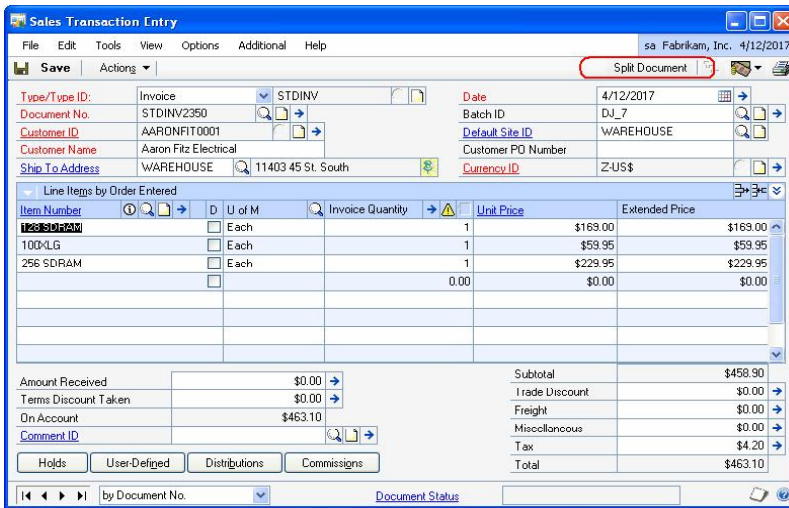 Sales Transaction Entry
File Edit Tools View Options Additional Help sa Fabrikam, Inc. 4/12/2017
Save Actions Split Document
Type/Type ID: Invoice STDINV Date 4/12/2017
Document No. STDINV2350 Batch ID DJ_7
Customer ID AARONFIT0001 Default Site ID WAREHOUSE
Customer Name Aaron Fitz Electrical Customer PO Number
Ship To Address WAREHOUSE 11403 45 St. South Currency ID Z-US$
Line Items by Order Entered
Item Number D U of M Invoice Quantity Unit Price Extended Price
128 SDRAM Each 1 $169.00 $169.00
100XLG Each 1 $59.95 $59.95
256 SDRAM Each 1 $229.95 $229.95
0.00 $0.00 $0.00
Amount Received $0.00 Subtotal $458.90
Terms Discount Taken $0.00 Trade Discount $0.00
On Account $463.10 Freight $0.00
Comment ID Miscellaneous $0.00
Tax $4.20
Holds User-Defined Distributions Commissions Total $463.10
by Document No. Document Status